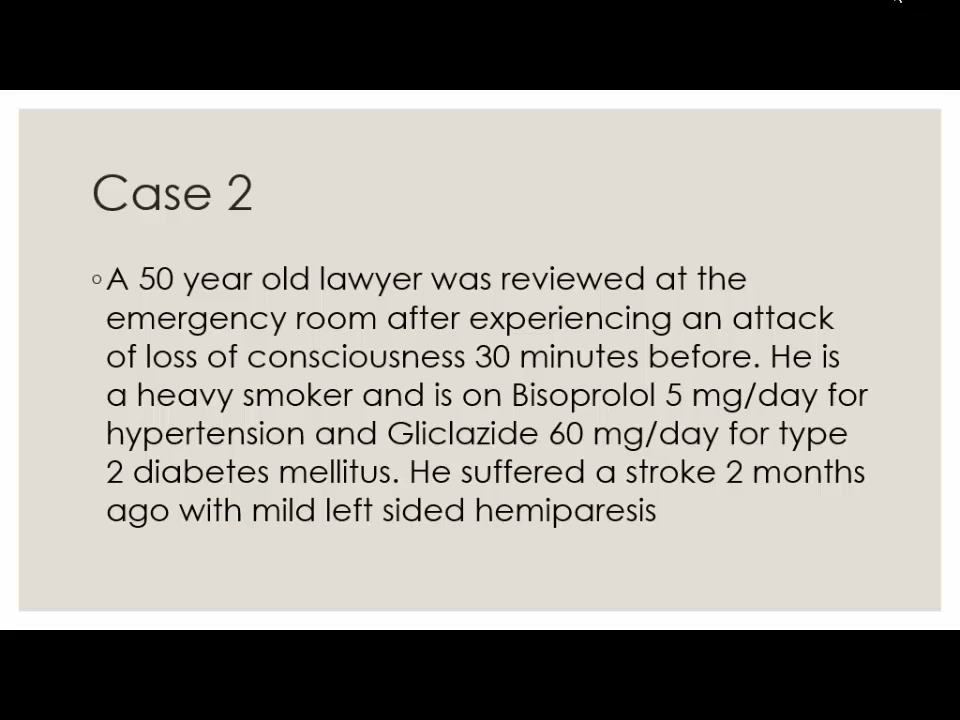 Case 2
◦A 50 year old lawyer was reviewed at the
emergency room after experiencing an attack
of loss of consciousness 30 minutes before. He is
a heavy smoker and is on Bisoprolol 5 mg/day for
hypertension and Gliclazide 60 mg/day for type
2 diabetes mellitus. He suffered a stroke 2 months
ago with mild left sided hemiparesis